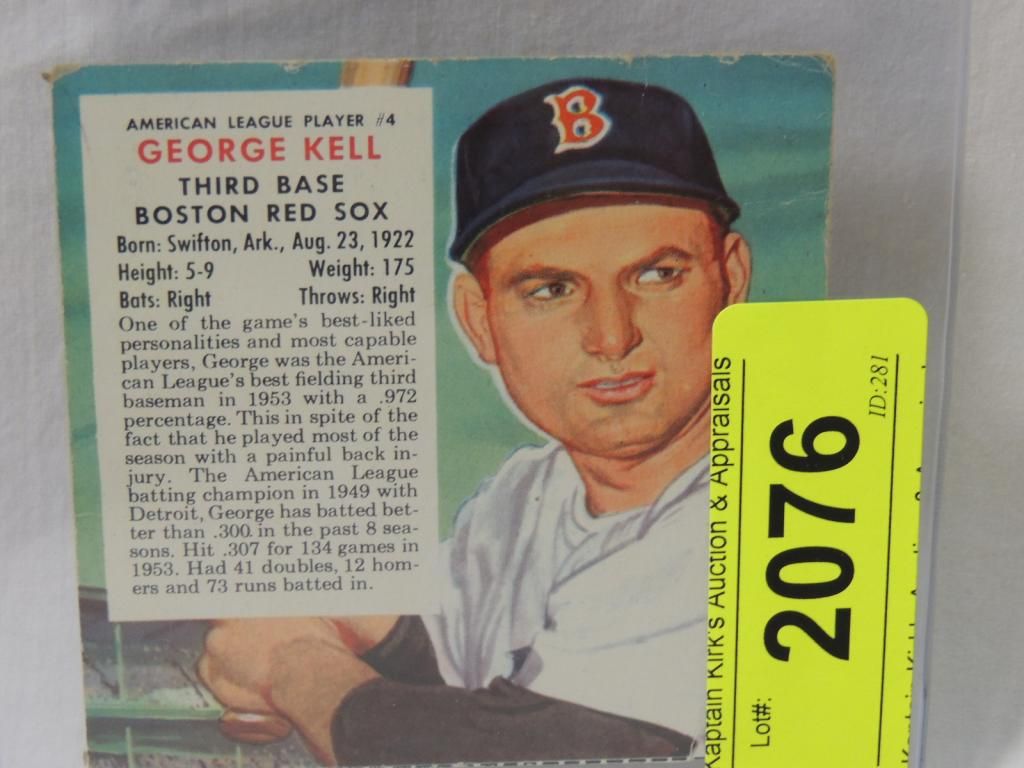 AMERICAN LEAGUE PLAYER #4
GEORGE KELL
THIRD BASE
BOSTON RED SOX
Born: Swifton, Ark., Aug. 23, 1922
Height: 5-9 Weight: 175
Bats: Right Throws: Right
One of the game's best-liked
personalities and most capable
players, George was the Ameri-
can League's best fielding third
baseman in 1953 with a .972
percentage. This in spite of the
fact that he played most of the
season with a painful back in-
jury. The American League
batting champion in 1949 with
Detroit, George has batted bet-
ter than .300 in the past 8 sea-
sons. Hit .307 for 134 games in
1953. Had 41 doubles, 12 hom-
ers and 73 runs batted in.
B
Kaptain Kirk's Auction & Appraisals
Lot#:
2076
ID:281